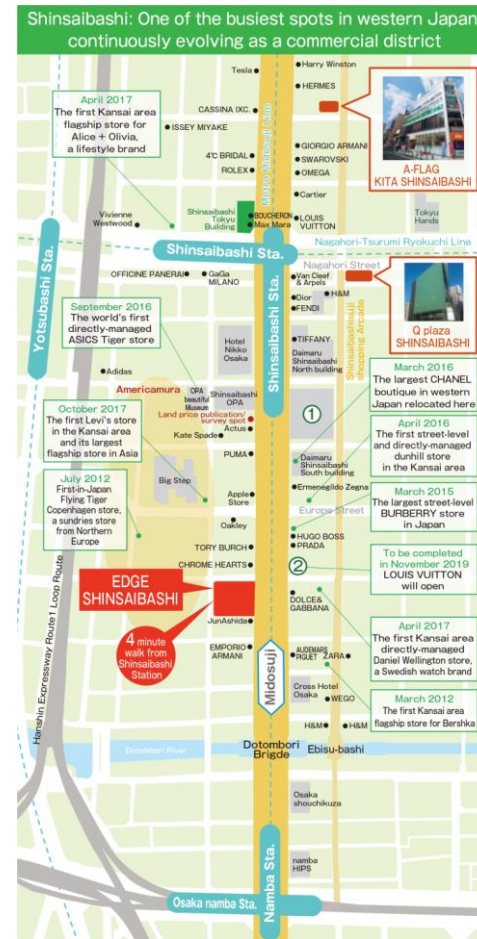 Shinsaibashi: One of the busiest spots in western Japan
continuously evolving as a commercial district
Harry Winston
Tesla
HERMES
April 2017
The first Kansai area
flagship store for
Alice + Olivia,
a lifestyle brand
CASSINA IXC.
ISSEY MIYAKE
Metro Midosuji Line
GIORGIO ARMANI
4℃ BRIDAL
SWAROVSKI
ROLEX
OMEGA
A-FLAG
KITA SHINSAIBASHI
Cartier
Vivienne
Westwood
Shinsaibashi
Tokyu
Building
BOUCHERON
Max Mara
LOUIS
VUITTON
Tokyu
Hands
Yotsubashi Sta.
Shinsaibashi Sta.
Nagahori-Tsurumi Ryokuchi Line
Nagahori Street
OFFICINE PANERAI
GaGa
MILANO
Van Cleef
& Arpels
Dior
H&M
FENDI
Q plaza
SHINSAIBASHI
September 2016
The world's first
directly-managed
ASICS Tiger store
Shinsaibashi Sta.
Hotel
Nikko
Osaka
TIFFANY
Daimaru
Shinsaibashi
North building
Shinsaibashisuji
shopping Arcade
Adidas
Americamura
OPA
beautiful
Museum
Shinsaibashi
OPA
March 2016
The largest CHANEL
boutique in western
Japan relocated here
Land price publication/
survey spot
①
October 2017
The first Levi's store
in the Kansai area
and its largest
flagship store in Asia
Actus
Kate Spade
April 2016
The first street-level
and directly-managed
dunhill store
in the Kansai area
PUMA
Daimaru
Shinsaibashi
South building
Big Step
July 2012
First-in-Japan
Flying Tiger
Copenhagen store,
a sundries store
from Northern
Europe
Apple
Store
Ermenegildo Zegna
Europe Street
March 2015
The largest street-level
BURBERRY store
in Japan
Oakley
HUGO BOSS
PRADA
TORY BURCH
CHROME HEARTS
②
To be completed
in November 2019
LOUIS VUITTON
will open
EDGE
SHINSAIBASHI
DOLCE&
GABBANA
JunAshida
4 minute
walk from
Shinsaibashi
Station
April 2017
The first Kansai area
directly-managed
Daniel Wellington store,
a Swedish watch brand
EMPORIO
ARMANI
AUDEMARS
PIGUET
ZARA
Midosuji
Hanshin Expressway Route1 Loop Route
Cross Hotel
Osaka
WEGO
March 2012
The first Kansai area
flagship store for Bershka
H&M
H&M
Dotombori River
Dotombori
Brigde
Ebisu-bashi
Osaka
shouchikuza
namba
HIPS
Namba Sta.
Osaka namba Sta.